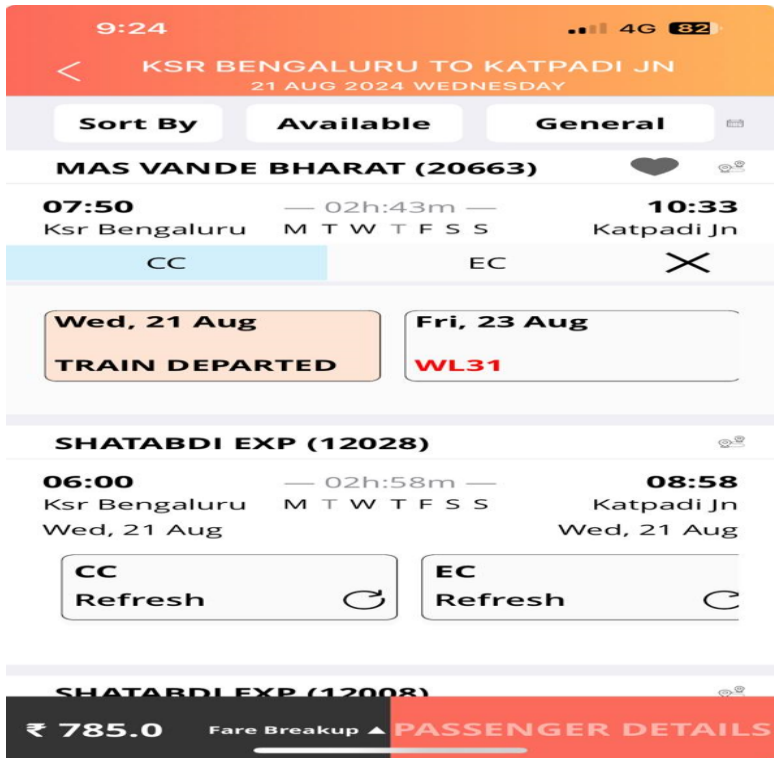 9:24 4G 82
KSR BENGALURU TO KATPADI JN
21 AUG 2024 WEDNESDAY
Sort By Available General
MAS VANDE BHARAT (20663)
07:50 — 02h:43m — 10:33
Ksr Bengaluru M T W T F S S Katpadi Jn
CC EC
Wed, 21 Aug Fri, 23 Aug
TRAIN DEPARTED WL31
SHATABDI EXP (12028)
06:00 — 02h:58m — 08:58
Ksr Bengaluru M T W T F S S Katpadi Jn
Wed, 21 Aug Wed, 21 Aug
CC EC
Refresh Refresh
SHATABDI EXP (12008)
₹ 785.0 Fare Breakup ▲ PASSENGER DETAILS